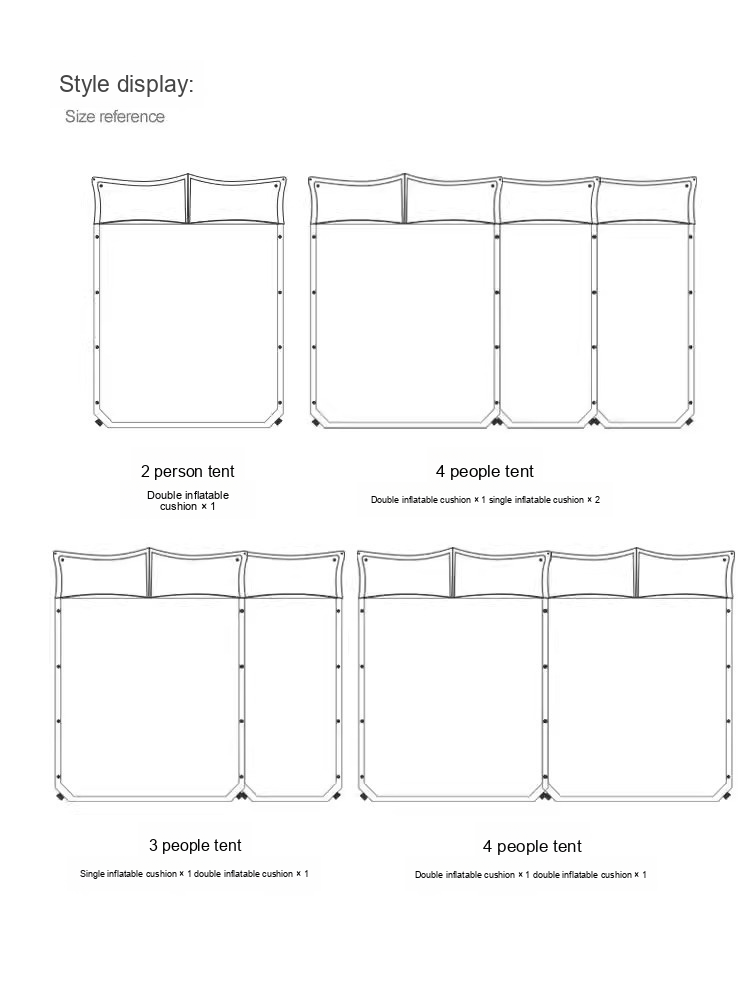 Style display:
Size reference
2 person tent
Double inflatable
cushion × 1
4 people tent
Double inflatable cushion × 1 single inflatable cushion × 2
3 people tent
Single inflatable cushion × 1 double inflatable cushion × 1
4 people tent
Double inflatable cushion × 1 double inflatable cushion × 1